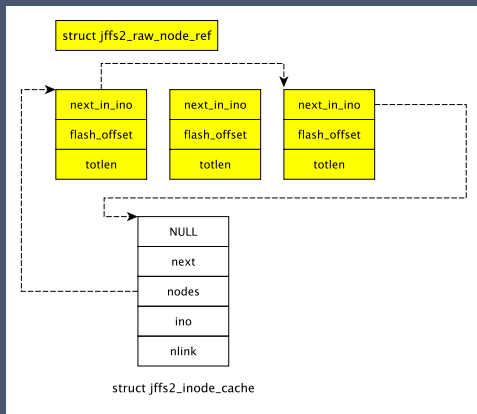 struct jffs2_raw_node_ref
next_in_ino next_in_ino next_in_ino
flash_offset flash_offset flash_offset
totlen totlen totlen
NULL
next
nodes
ino
nlink
struct jffs2_inode_cache